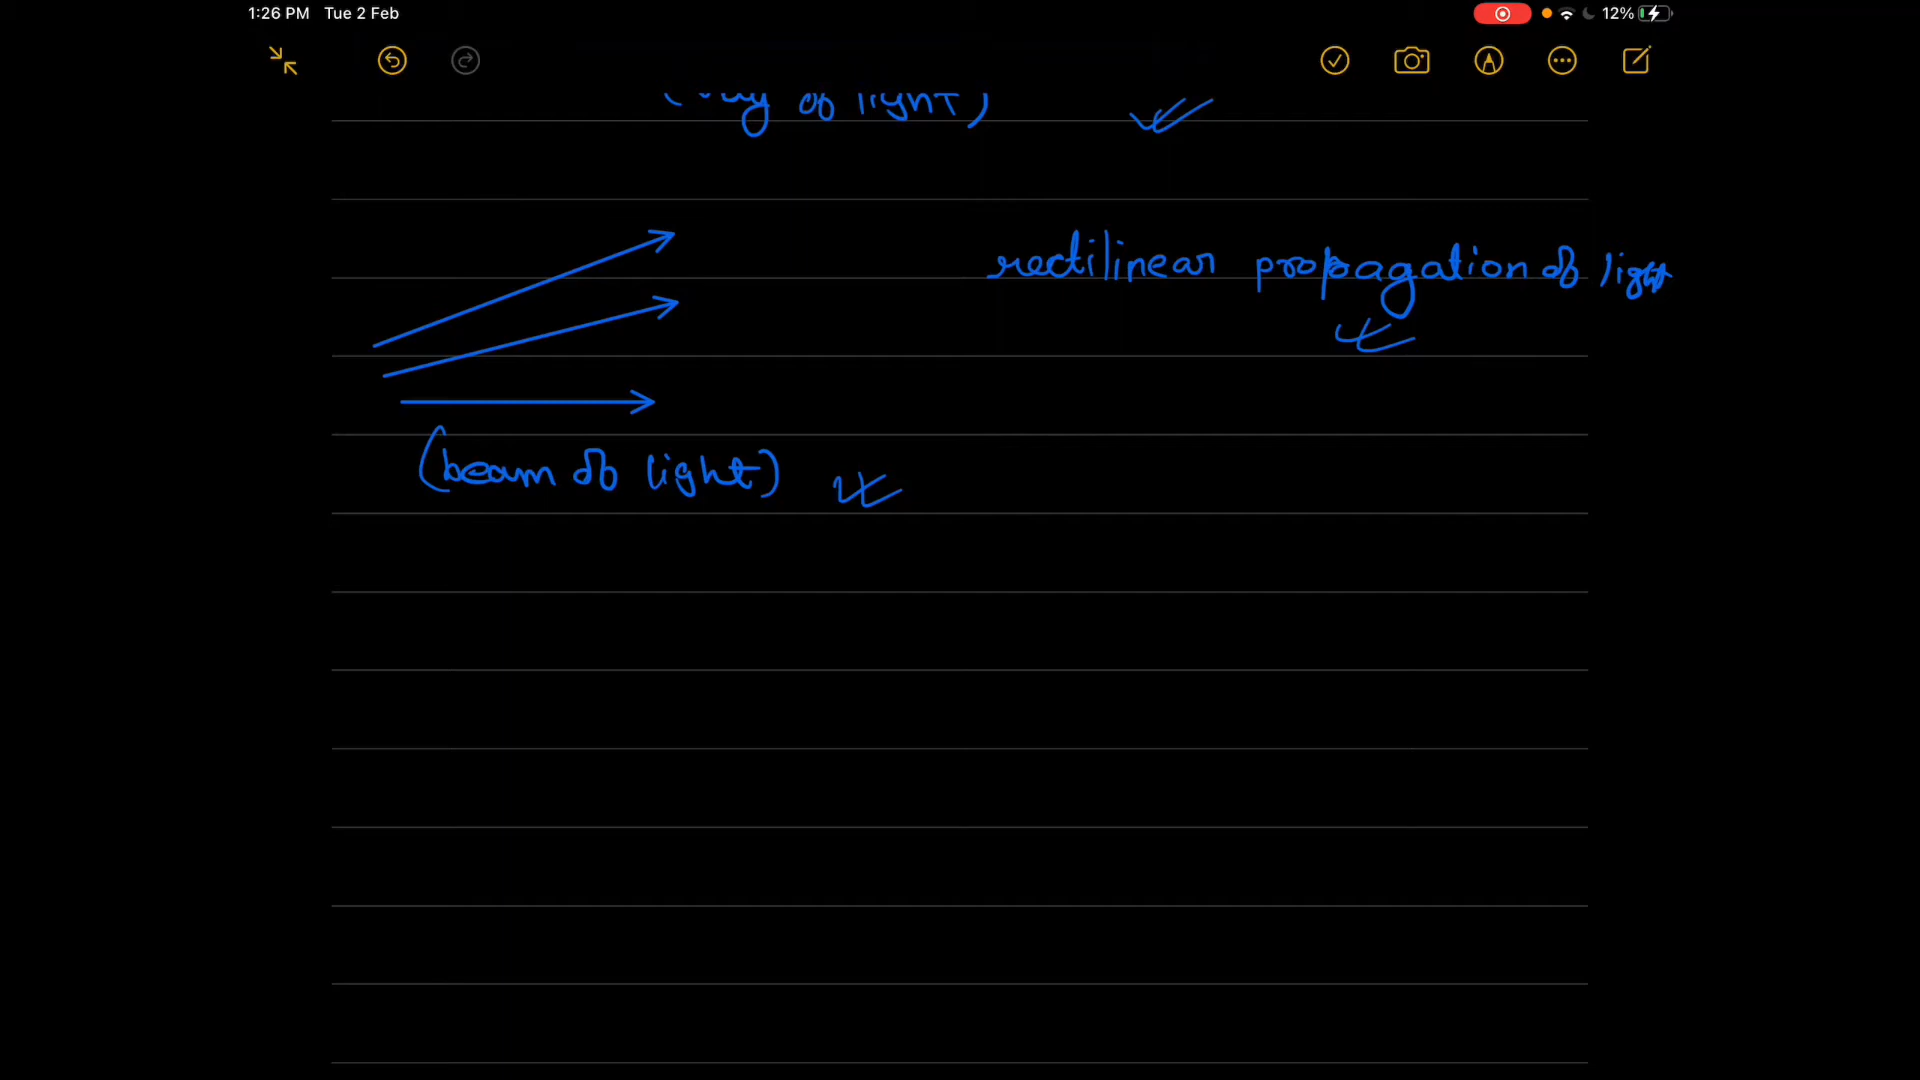 1:26 PM Tue 2 Feb
12%
of light)
rectilinear propagation of light
(beam of light)